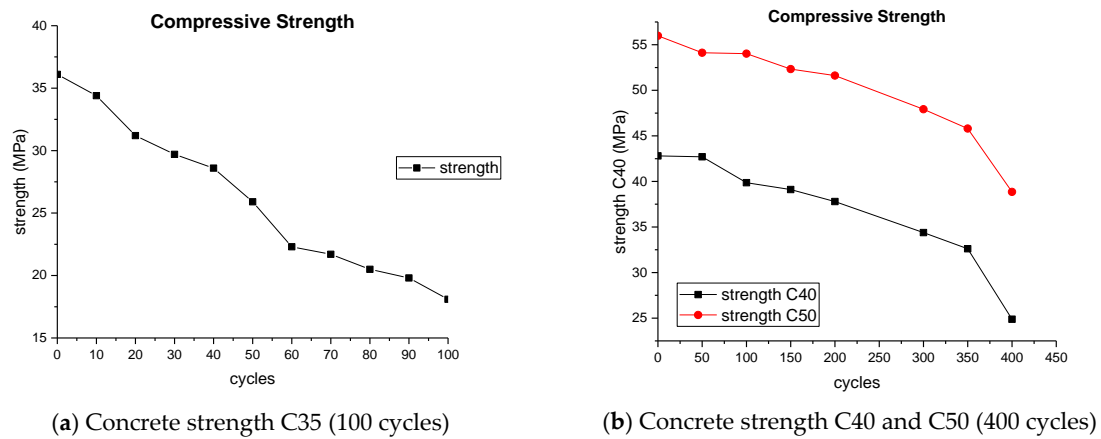 Compressive Strength
40
35
30
25
20
15
strength (MPa)
strength
0 10 20 30 40 50 60 70 80 90 100
cycles
(a) Concrete strength C35 (100 cycles)
Compressive Strength
55
50
45
40
35
30
25
strength C40 (MPa)
strength C40
strength C50
0 50 100 150 200 250 300 350 400 450
cycles
(b) Concrete strength C40 and C50 (400 cycles)